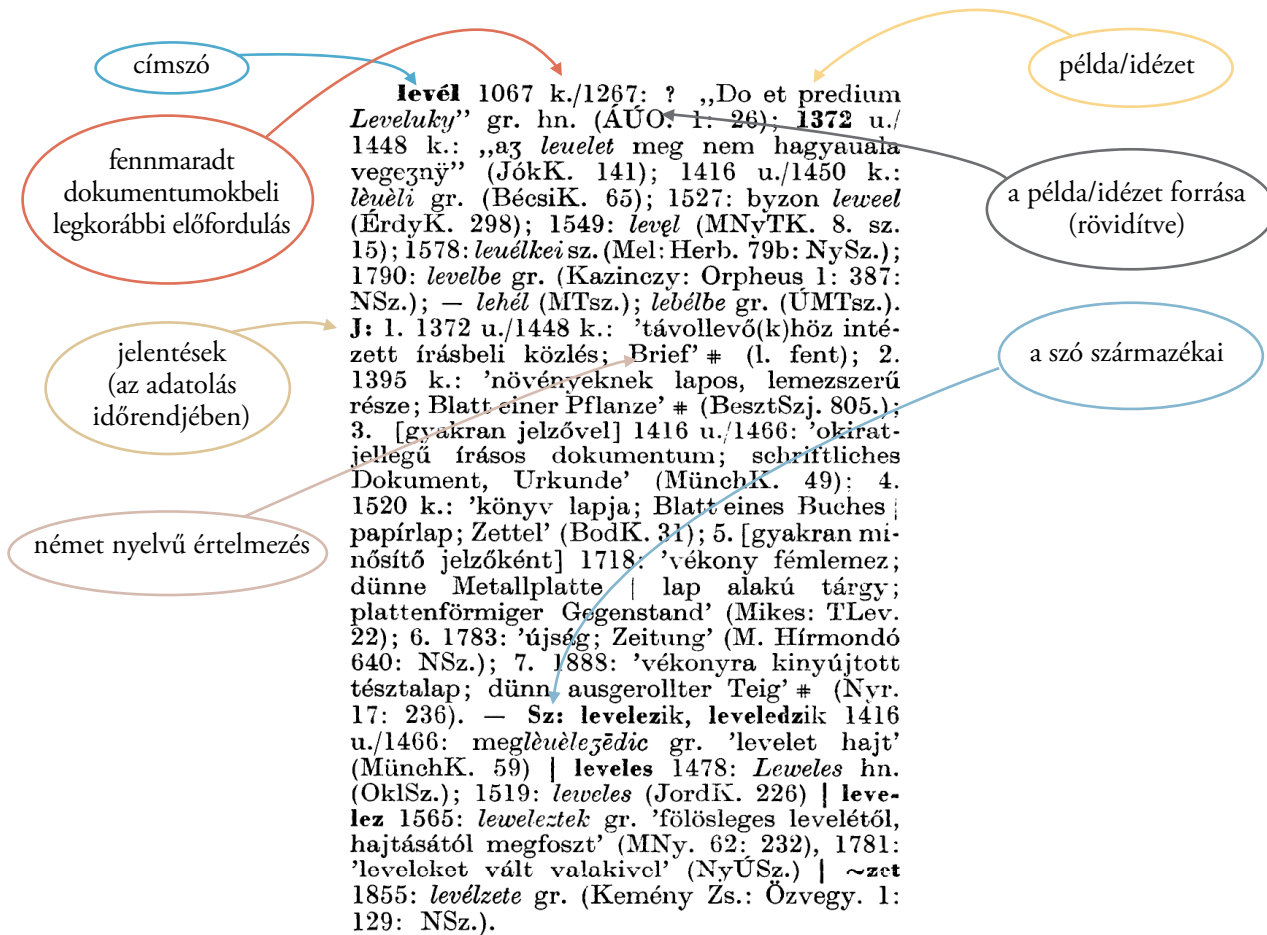 címszó
fennmaradt
dokumentumokbeli
legkorábbi előfordulás
jelentések
(az adatolás
időrendjében)
német nyelvű értelmezés
levél 1067 k./1267: ? „Do et predium
Leveluky” gr. hn. (ÁÚO. 1: 26); 1372 u./
1448 k.: „aʒ leuelet meg nem hagyauala
vegeʒnÿ” (JókK. 141); 1416 u./1450 k.:
lèuèli gr. (BécsiK. 65); 1527: byzon leweel
(ÉrdyK. 298); 1549: levęl (MNyTK. 8. sz.
15); 1578: leuélkei sz. (Mel: Herb. 79b: NySz.);
1790: levelbe gr. (Kazinczy: Orpheus 1: 387:
NSz.); — lehél (MTsz.); lebélbe gr. (ÚMTsz.).
J: 1. 1372 u./1448 k.: ’távollevő(k)höz inté-
zett írásbeli közlés; Brief’ ⧺ (l. fent); 2.
1395 k.: ’növényeknek lapos, lemezszerű
része; Blatt einer Pflanze’ ⧺ (BesztSzj. 805.);
3. [gyakran jelzővel] 1416 u./1466: ’okirat-
jellegű írásos dokumentum; schriftliches
Dokument, Urkunde’ (MünchK. 49); 4.
1520 k.: ’könyv lapja; Blatt eines Buches |
papírlap; Zettel’ (BodK. 31); 5. [gyakran mi-
nősítő jelzőként] 1718: ’vékony fémlemez;
dünne Metallplatte | lap alakú tárgy;
plattenförmiger Gegenstand’ (Mikes: TLev.
22); 6. 1783: ’újság; Zeitung’ (M. Hírmondó
640: NSz.); 7. 1888: ’vékonyra kinyújtott
tésztalap; dünn ausgerollter Teig’ ⧺ (Nyr.
17: 236). — Sz: levelezik, leveledzik 1416
u./1466: meglèuèleʒēdic gr. ’levelet hajt’
(MünchK. 59) | leveles 1478: Leweles hn.
(OklSz.); 1519: leweles (JordK. 226) | leve-
lez 1565: leweleztek gr. ’fölösleges levelétől,
hajtásától megfoszt’ (MNy. 62: 232), 1781:
’leveleket vált valakivel’ (NyÚSz.) | ~zet
1855: levélzete gr. (Kemény Zs.: Özvegy. 1:
129: NSz.).
példa/idézet
a példa/idézet forrása
(rövidítve)
a szó származékai